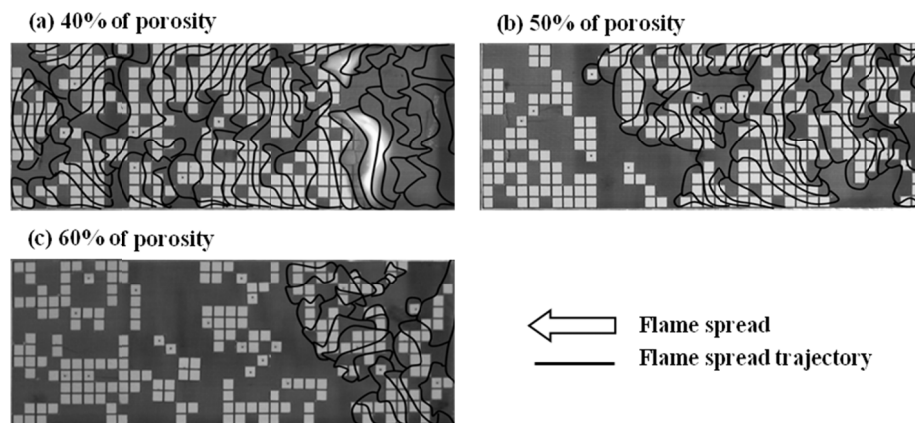 (a) 40% of porosity
(b) 50% of porosity
(c) 60% of porosity
Flame spread
Flame spread trajectory